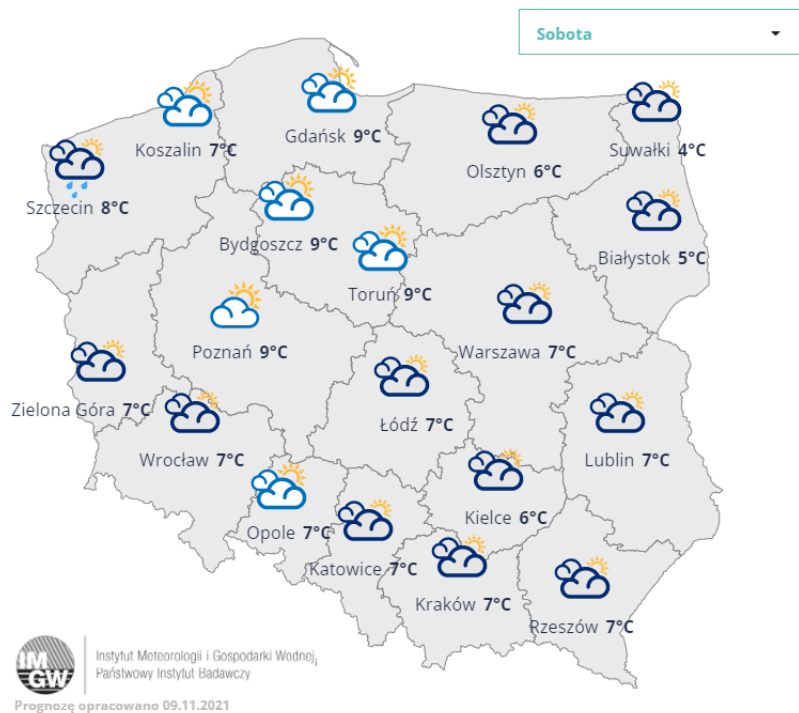 Sobota
Koszalin 7°C
Gdańsk 9°C
Suwałki 4°C
Olsztyn 6°C
Szczecin 8°C
Bydgoszcz 9°C
Białystok 5°C
Toruń 9°C
Poznań 9°C
Warszawa 7°C
Zielona Góra 7°C
Łódź 7°C
Wrocław 7°C
Lublin 7°C
Kielce 6°C
Opole 7°C
Katowice 7°C
Kraków 7°C
Rzeszów 7°C
IM
GW
Instytut Meteorologii i Gospodarki Wodnej,
Państwowy Instytut Badawczy
Prognozę opracowano 09.11.2021